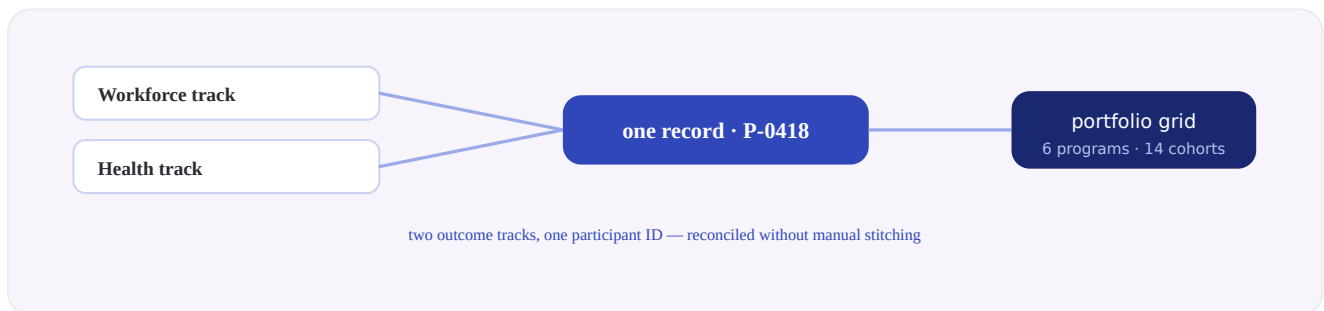 Workforce track
Health track
one record · P-0418
portfolio grid
6 programs · 14 cohorts
two outcome tracks, one participant ID — reconciled without manual stitching